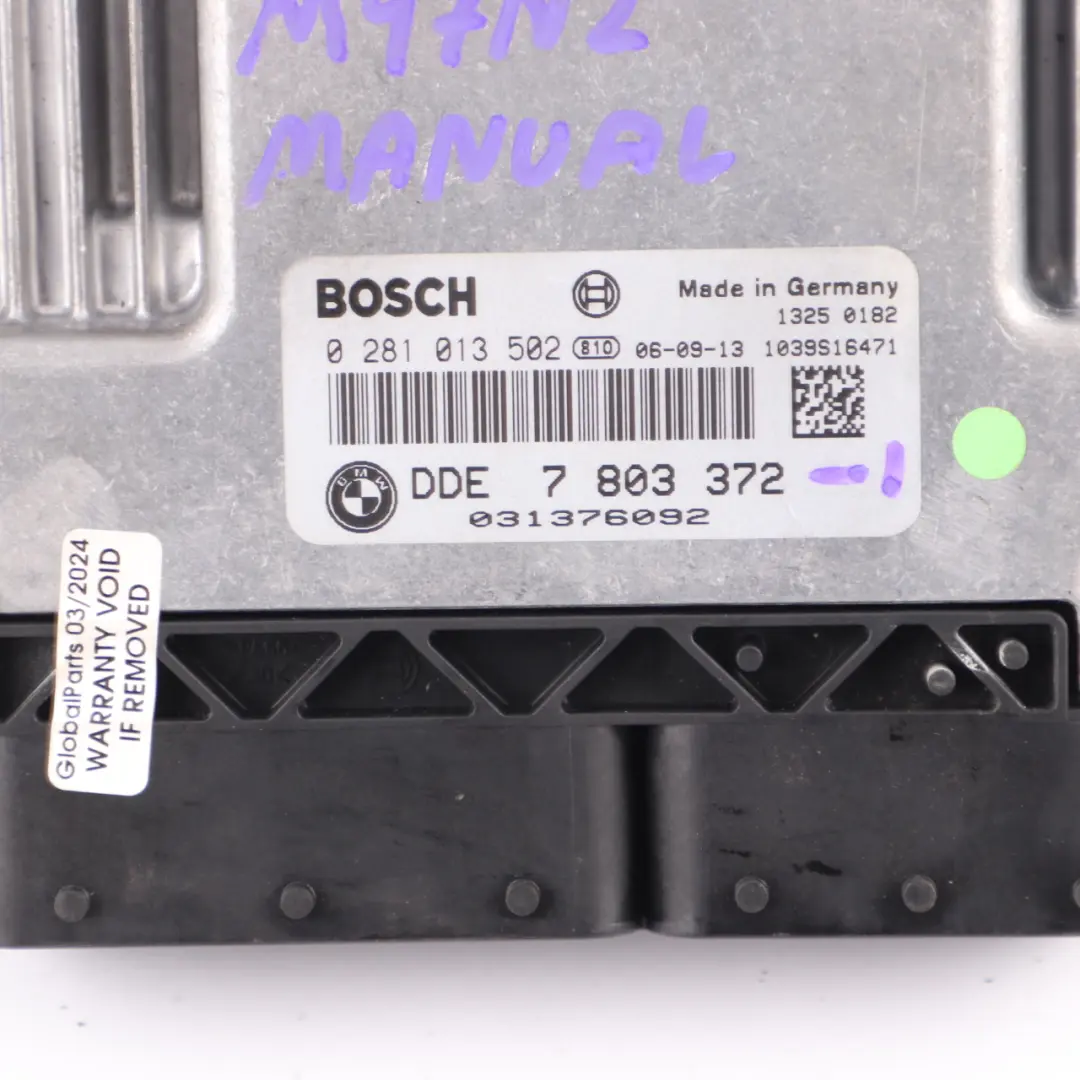 M47N2
MANUAL
BOSCH
Made in Germany
1325 0182
0 281 013 502 810 06-09-13 1039S16471
BMW DDE 7 803 372 -1
031376092
GlobalParts 03/2024
WARRANTY VOID
IF REMOVED